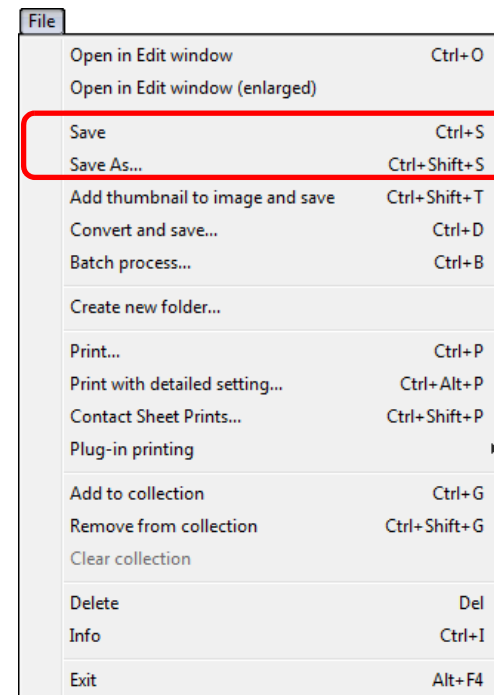 File
Open in Edit window Ctrl+O
Open in Edit window (enlarged)
Save Ctrl+S
Save As... Ctrl+Shift+S
Add thumbnail to image and save Ctrl+Shift+T
Convert and save... Ctrl+D
Batch process... Ctrl+B
Create new folder...
Print... Ctrl+P
Print with detailed setting... Ctrl+Alt+P
Contact Sheet Prints... Ctrl+Shift+P
Plug-in printing
Add to collection Ctrl+G
Remove from collection Ctrl+Shift+G
Clear collection
Delete Del
Info Ctrl+I
Exit Alt+F4